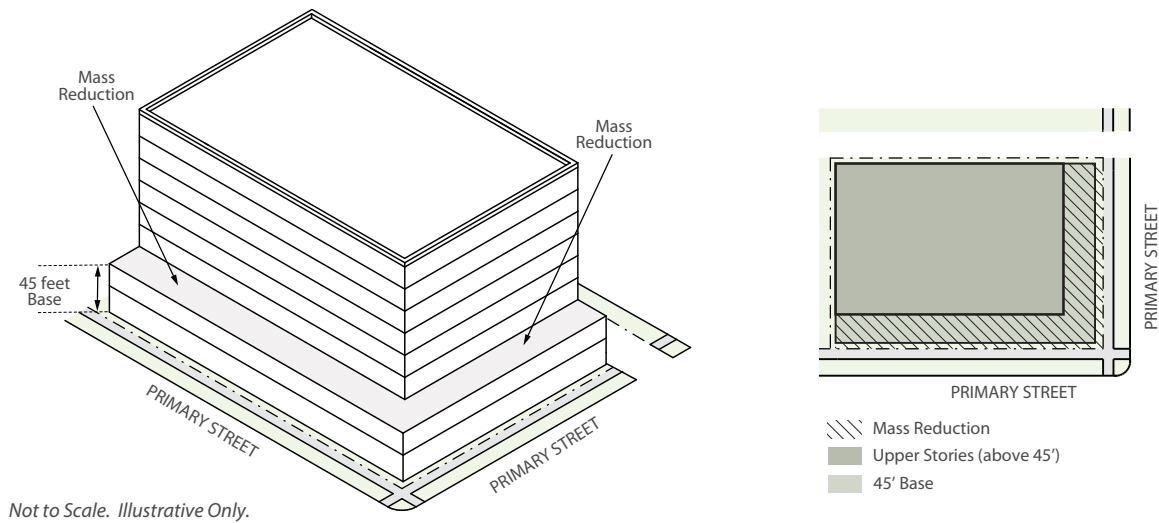 Mass
Reduction
Mass
Reduction
45 feet
Base
PRIMARY STREET
PRIMARY STREET
Not to Scale.  Illustrative Only.
PRIMARY STREET
PRIMARY STREET
Mass Reduction
Upper Stories (above 45’)
45’ Base